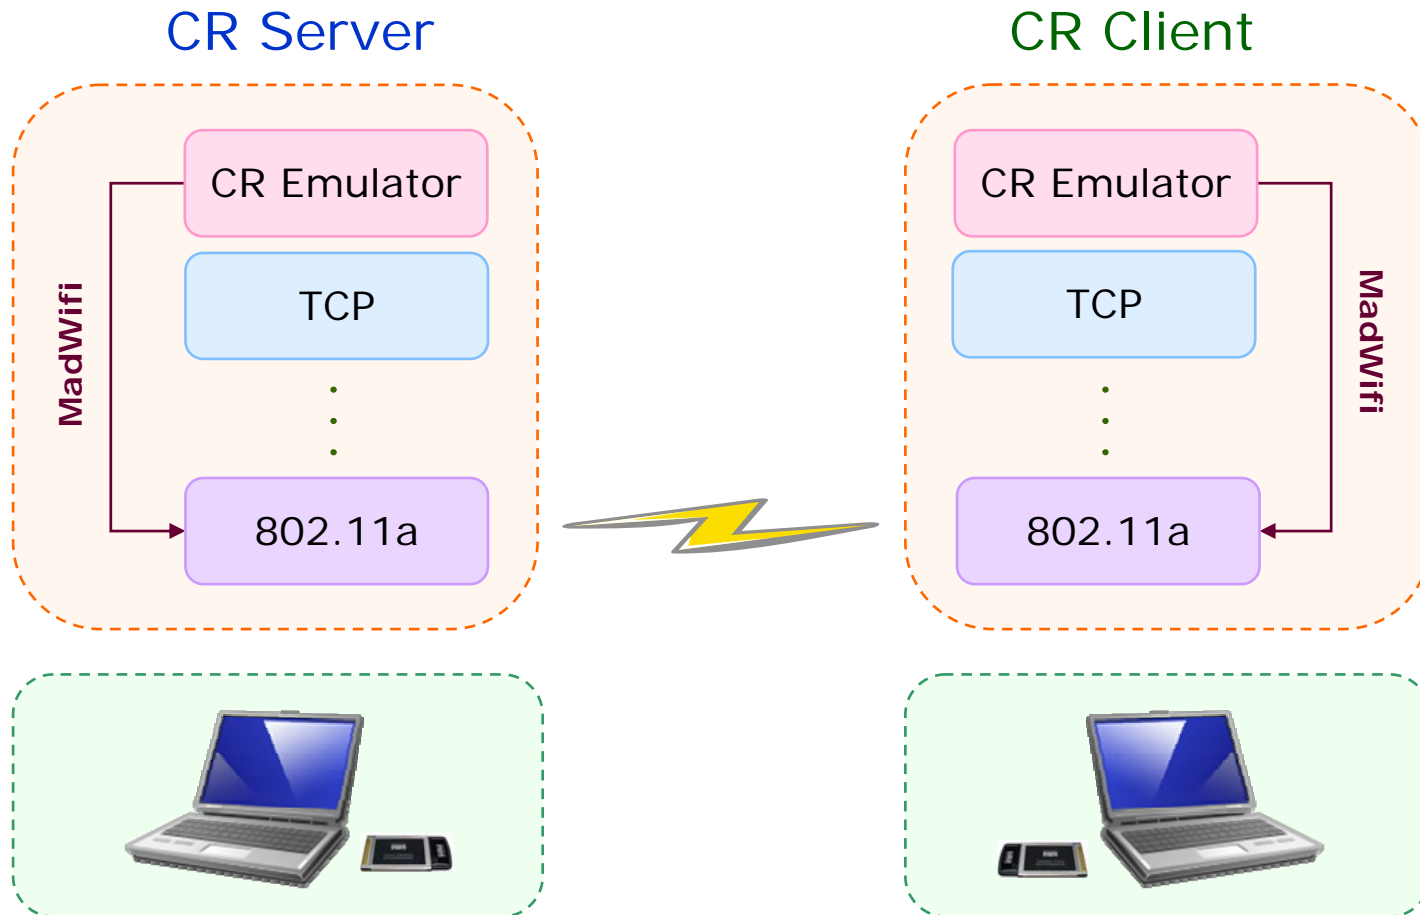 CR Server
CR Emulator
TCP
MadWifi
802.11a
CR Client
CR Emulator
TCP
MadWifi
802.11a